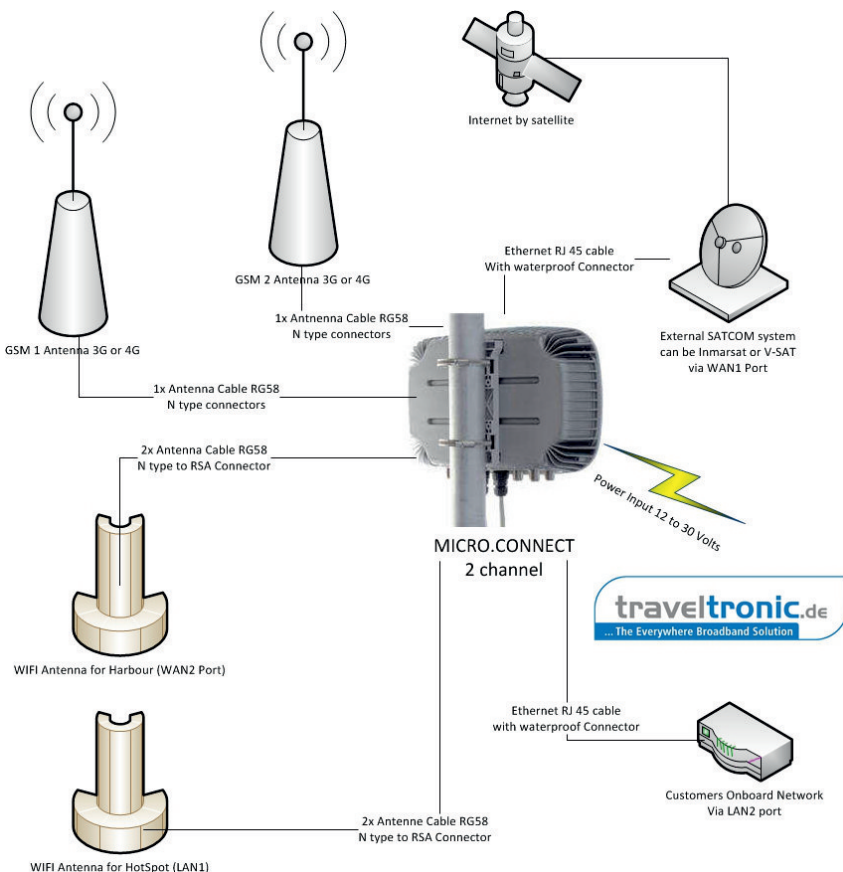 Internet by satellite
GSM 2 Antenna 3G or 4G
Ethernet RJ 45 cable
With waterproof Connector
1x Antenna Cable RG58
N type connectors
GSM 1 Antenna 3G or 4G
External SATCOM system
can be Inmarsat or V-SAT
via WAN1 Port
1x Antenna Cable RG58
N type connectors
2x Antenna Cable RG58
N type to RSA Connector
Power Input 12 to 30 Volts
MICRO.CONNECT
2 channel
traveltronic.de
... The Everywhere Broadband Solution
WIFI Antenna for Harbour (WAN2 Port)
Ethernet RJ 45 cable
with waterproof Connector
Customers Onboard Network
Via LAN2 port
2x Antenne Cable RG58
N type to RSA Connector
WIFI Antenna for HotSpot (LAN1)